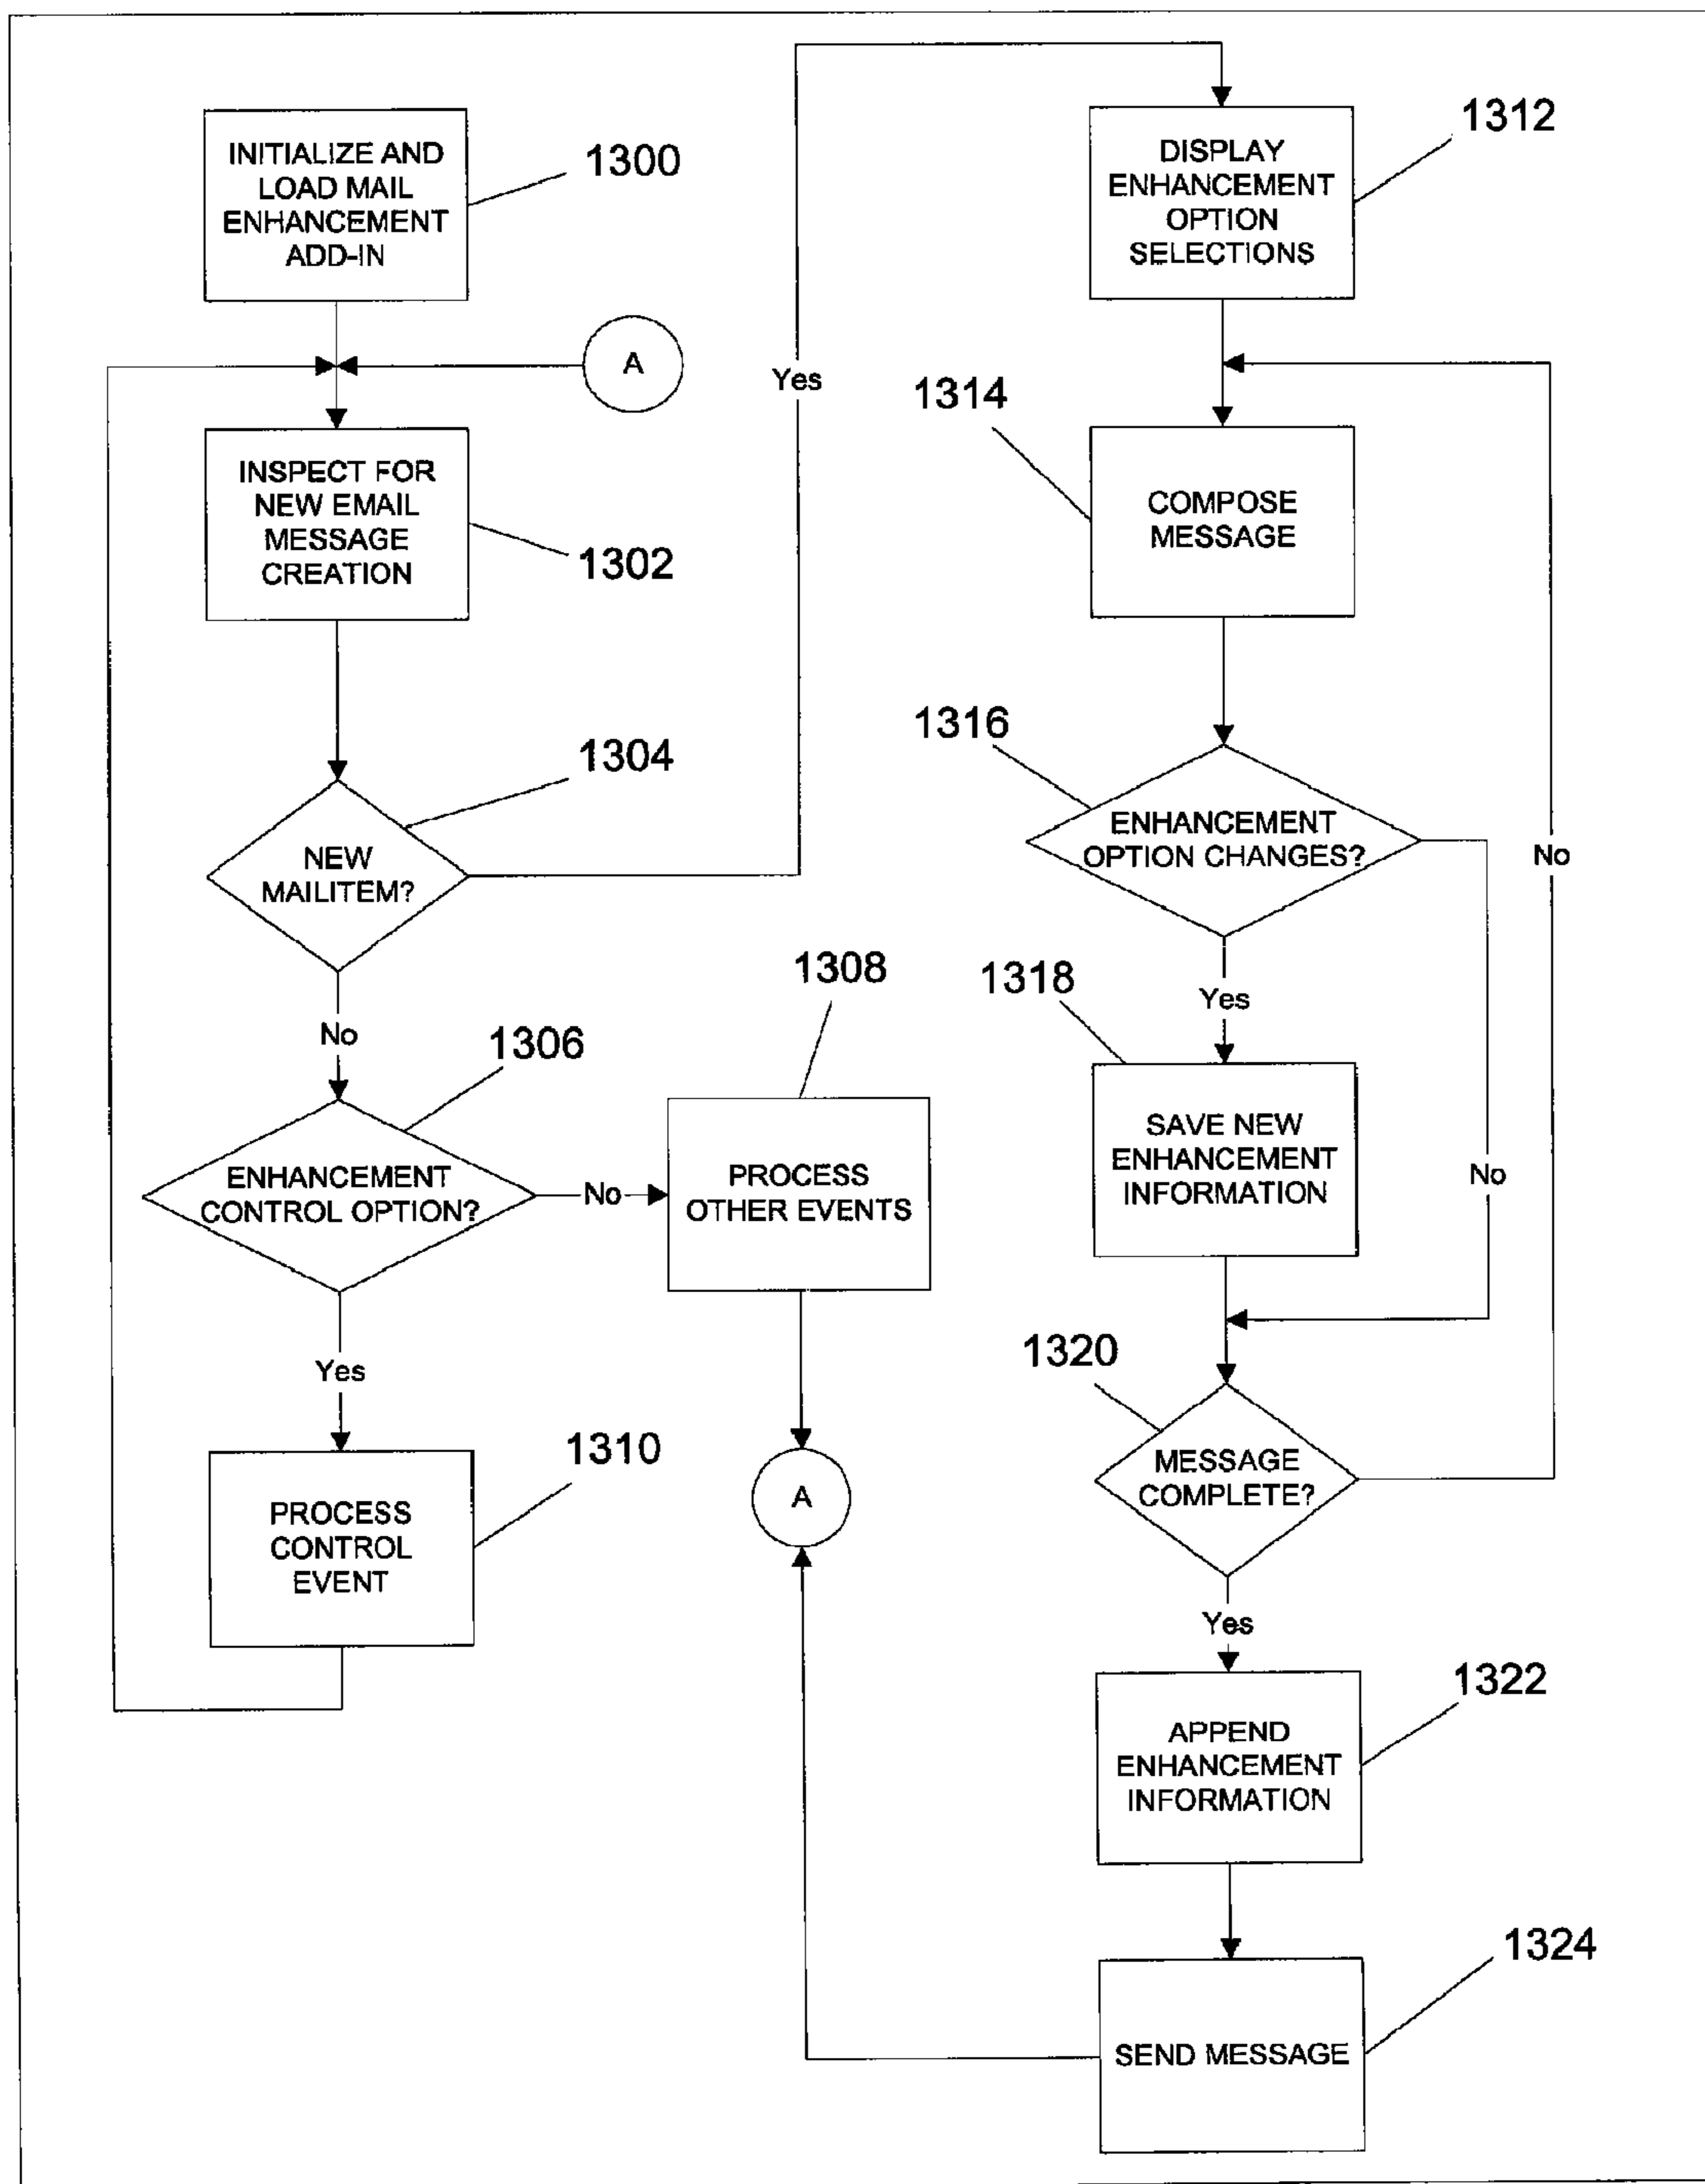 INITIALIZE AND
LOAD MAIL
ENHANCEMENT
ADD-IN
1300
A
INSPECT FOR
NEW EMAIL
MESSAGE
CREATION
1302
NEW
MAILITEM?
1304
Yes
No
ENHANCEMENT
CONTROL OPTION?
1306
No
PROCESS
OTHER EVENTS
1308
Yes
PROCESS
CONTROL
EVENT
1310
A
DISPLAY
ENHANCEMENT
OPTION
SELECTIONS
1312
COMPOSE
MESSAGE
1314
ENHANCEMENT
OPTION CHANGES?
1316
Yes
No
SAVE NEW
ENHANCEMENT
INFORMATION
1318
MESSAGE
COMPLETE?
1320
No
Yes
APPEND
ENHANCEMENT
INFORMATION
1322
SEND MESSAGE
1324